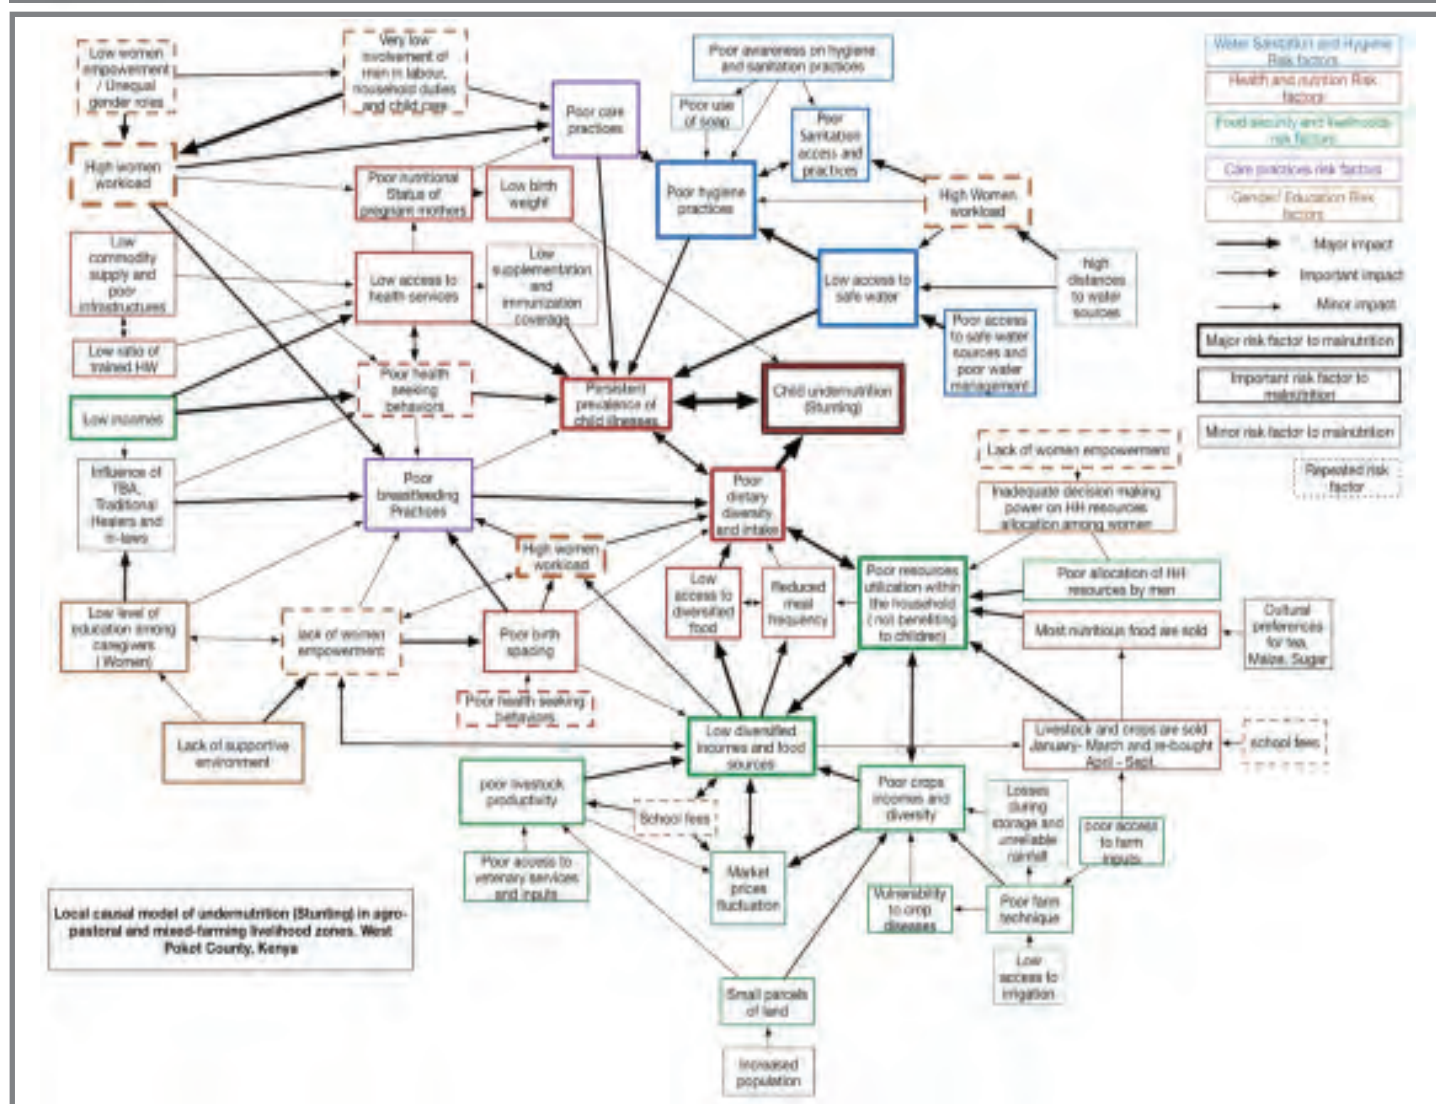 Low women
empowerment
/ Unequal
gender roles
Very low
involvement of
men in labour,
household duties
and child care
Poor care
practices
Poor awareness on hygiene
and sanitation practices
Poor use
of soap
Poor
Sanitation
access and
practices
High women
workload
Poor nutritional
Status of
pregnant mothers
Low birth
weight
Poor hygiene
practices
High Women
workload
Low
commodity
supply and
poor
infrastructures
Low access to
health services
Low
supplementation
and
immunization
coverage
Low access to
safe water
high
distances
to water
sources
Low ratio of
trained HW
Poor health
seeking
behaviors
Persistent
prevalence of
child illnesses
Child undernutrition
(Stunting)
Poor access
to safe water
sources and
poor water
management
Low incomes
Influence of
TBA,
Traditional
Healers and
in-laws
Poor
breastfeeding
Practices
Poor
dietary
diversity
and intake
Lack of women empowerment
Inadequate decision making
power on HH resources
allocation among women
High women
workload
Low
access to
diversified
food
Reduced
meal
frequency
Poor resources
utilization within
the household
( not benefiting
to children)
Poor allocation of HH
resources by men
Most nutritious food are sold
Cultural
preferences
for tea,
Maize, Sugar
Low level of
education among
caregivers
( Women)
lack of women
empowerment
Poor birth
spacing
Poor health seeking
behaviors
Lack of supportive
environment
Low diversified
incomes and food
sources
Livestock and crops are sold
January- March and re-bought
April - Sept.
school fees
poor livestock
productivity
School fees
Poor crops
incomes and
diversity
Losses
during
storage and
unreliable
rainfall
poor access
to farm
inputs
Poor access to
veterinary services
and inputs
Market
prices
fluctuation
Vulnerability
to crop
diseases
Poor farm
technique
Low
access to
irrigation
Small parcels
of land
Increased
population
Local causal model of undernutrition (Stunting) in agro-
pastoral and mixed-farming livelihood zones. West
Pokot County, Kenya
Water Sanitation and Hygiene
Risk factors
Health and nutrition Risk
factors
Food security and livelihoods
risk factors
Care practices risk factors
Gender/ Education Risk
factors
Major impact
Important impact
Minor impact
Major risk factor to malnutrition
Important risk factor to
malnutrition
Minor risk factor to malnutrition
Repeated risk
factor